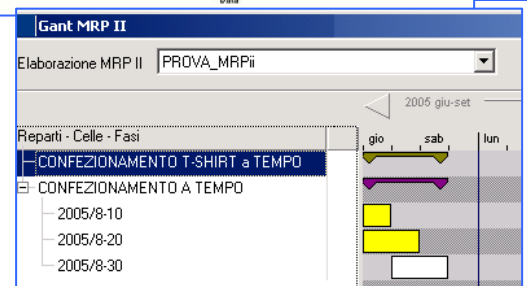 Data
Gant MRP II
Elaborazione MRP II PROVA_MRPii
2005 giu-set
Reparti - Celle - Fasi gio sab lun
CONFEZIONAMENTO T-SHIRT a TEMPO
CONFEZIONAMENTO A TEMPO
2005/8-10
2005/8-20
2005/8-30